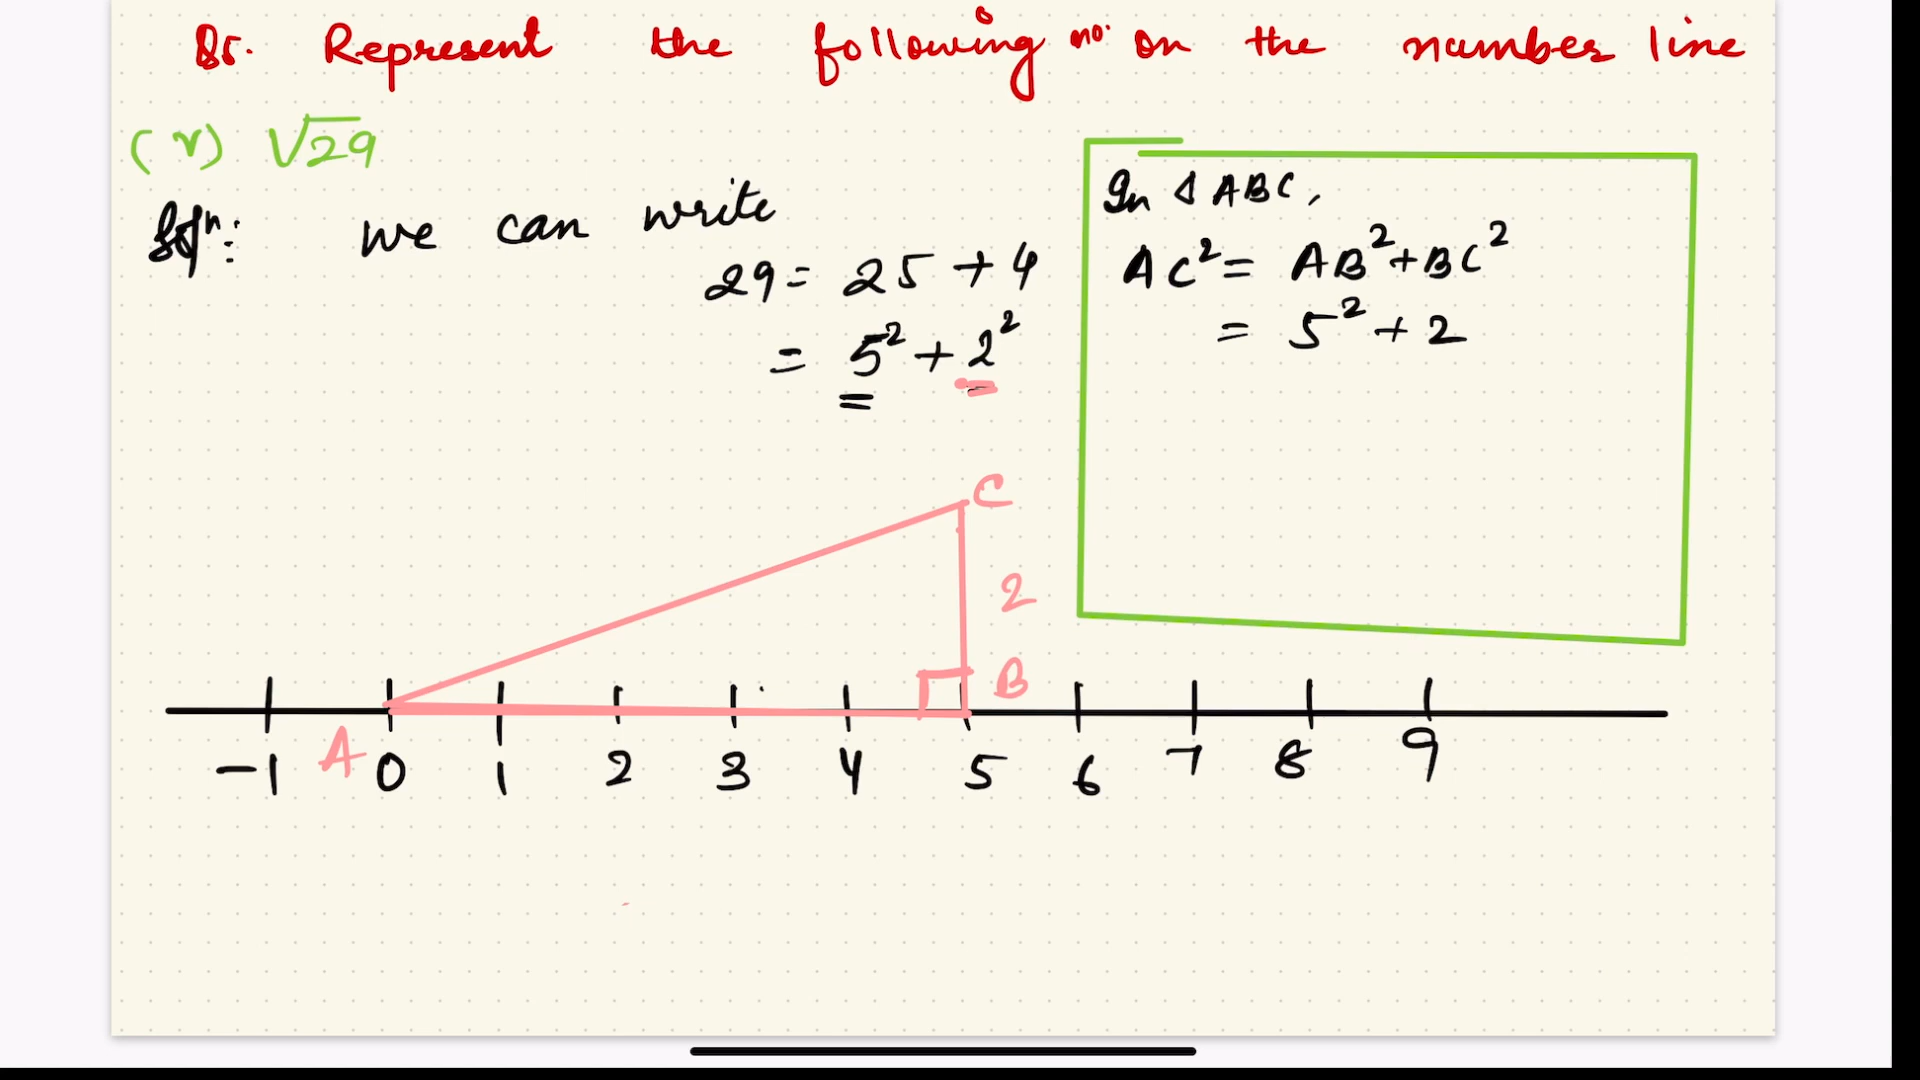 Q5. Represent the following no. on the number line
(v) √29
Solⁿ: we can write
29 = 25 + 4
= 5² + 2²
In △ ABC,
AC² = AB² + BC²
= 5² + 2
C
2
B
A
-1 0 1 2 3 4 5 6 7 8 9